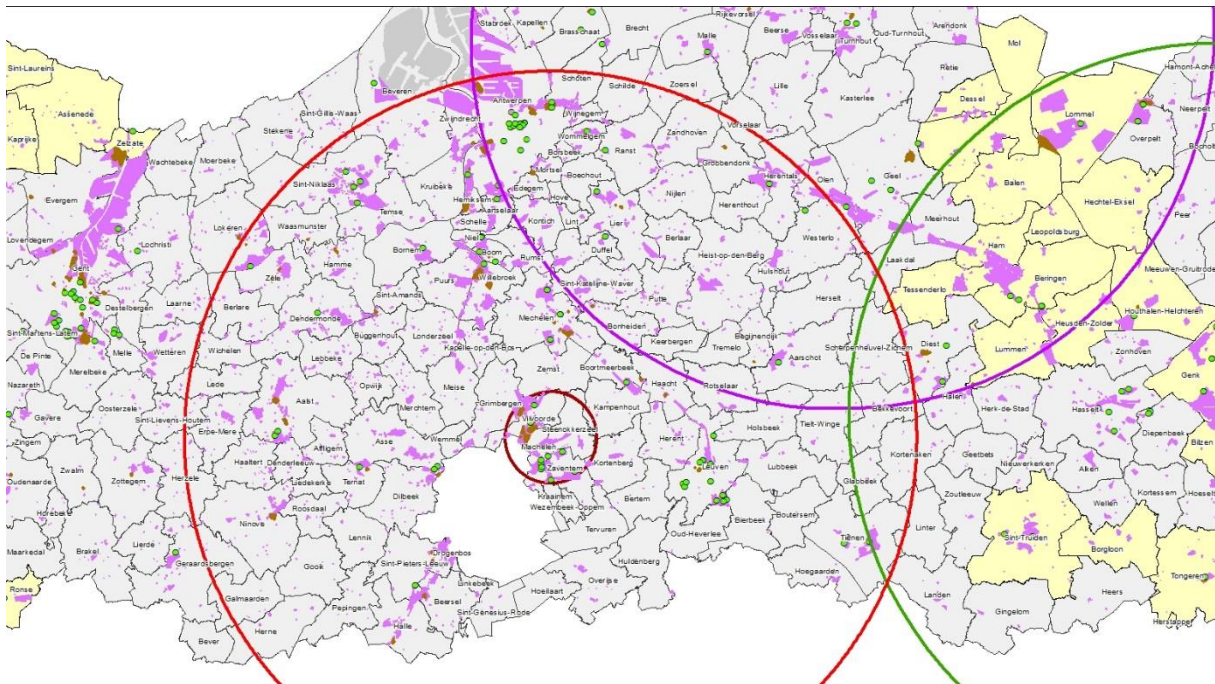 Stabroek
Kapellen
Brasschaat
Brecht
Rijkevorsel
Malle
Beerse
Vosselaar
Turnhout
Oud-Turnhout
Arendonk
Retie
Mol
Hamont-Ache
Neerpelt
Sint-Laureins
Assenede
Kaprijke
Zelzate
Wachtebeke
Moerbeke
Stekene
Sint-Gillis-Waas
Beveren
Antwerpen
Zwijndrecht
Schoten
Schilde
Zoersel
Lille
Kasterlee
Dessel
Lommel
Overpelt
Bocholt
Wijnegem
Wommelgem
Borsbeek
Ranst
Zandhoven
Vorselaar
Grobbendonk
Herentals
Olen
Geel
Balen
Hechtel-Eksel
Peer
Evergem
Lovendegem
Gent
Lochristi
Lokeren
Waasmunster
Sint-Niklaas
Temse
Kruibeke
Mortsel
Edegem
Boechout
Hove
Hemiksem
Aartselaar
Schelle
Kontich
Lint
Lier
Nijlen
Herenthout
Meerhout
Leopoldsburg
Ham
Laakdal
Westerlo
Berlaar
Heist-op-den-Berg
Hulshout
Niel
Boom
Rumst
Duffel
Bornem
Puurs
Willebroek
Sint-Katelijne-Waver
Putte
Herselt
Tessenderlo
Beringen
Meeuwen-Gruitrode
Houthalen-Helchteren
Heusden-Zolder
Zele
Hamme
Berlare
Laarne
Destelbergen
Sint-Martens-Latem
Melle
Wetteren
Wichelen
Dendermonde
Sint-Amands
Buggenhout
Londerzeel
Kapelle-op-den-Bos
Mechelen
Bonheiden
Keerbergen
Tremelo
Begijnendijk
Aarschot
Scherpenheuvel-Zichem
Diest
Lummen
Zonhoven
Genk
De Pinte
Merelbeke
Nazareth
Lede
Lebbeke
Opwijk
Meise
Zemst
Boortmeerbeek
Haacht
Rotselaar
Halen
Herk-de-Stad
Hasselt
Diepenbeek
Bilzen
Gavere
Oosterzele
Sint-Lievens-Houtem
Erpe-Mere
Aalst
Merchtem
Grimbergen
Vilvoorde
Steenokkerzeel
Kampenhout
Herent
Holsbeek
Tielt-Winge
Bekkevoort
Zingem
Zwalm
Oudenaarde
Zottegem
Herzele
Haaltert
Denderleeuw
Affligem
Asse
Wemmel
Machelen
Zaventem
Kortenberg
Leuven
Lubbeek
Glabbeek
Kortenaken
Geetbets
Nieuwerkerken
Alken
Wellen
Kortessem
Hoeselt
Horebeke
Liedekerke
Ternat
Dilbeek
Kraainem
Wezembeek-Oppem
Bertem
Bierbeek
Boutersem
Zoutleeuw
Linter
Sint-Truiden
Borgloon
Tongeren
Maarkedal
Brakel
Lierde
Geraardsbergen
Ninove
Roosdaal
Lennik
Gooik
Sint-Pieters-Leeuw
Drogenbos
Tervuren
Oud-Heverlee
Huldenberg
Tienen
Hoegaarden
Landen
Gingelom
Heers
Herstappe
Ronse
Galmaarden
Bever
Herne
Pepingen
Halle
Beersel
Linkebeek
Sint-Genesius-Rode
Hoeilaart
Overijse